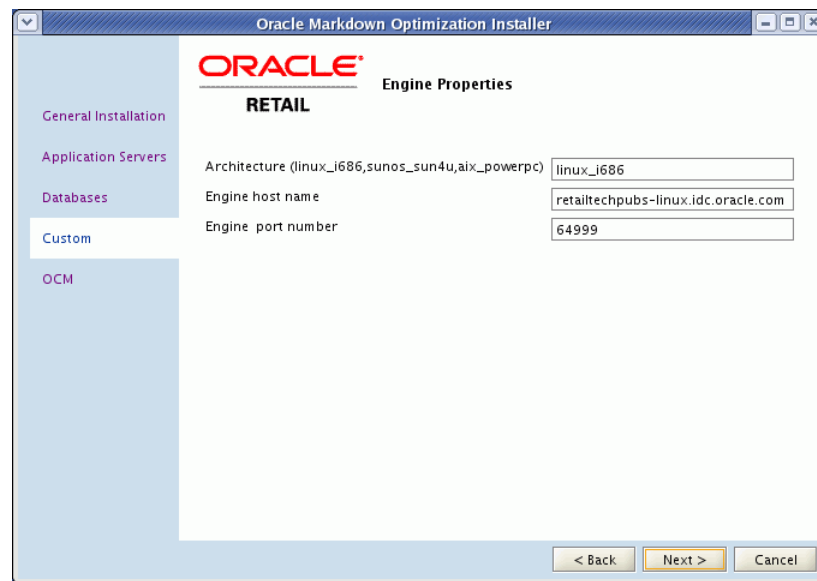 Oracle Markdown Optimization Installer
ORACLE
RETAIL
Engine Properties
General Installation
Application Servers
Databases
Custom
OCM
Architecture (linux_i686,sunos_sun4u,aix_powerpc) linux_i686
Engine host name retailtechpubs-linux.idc.oracle.com
Engine port number 64999
< Back Next > Cancel